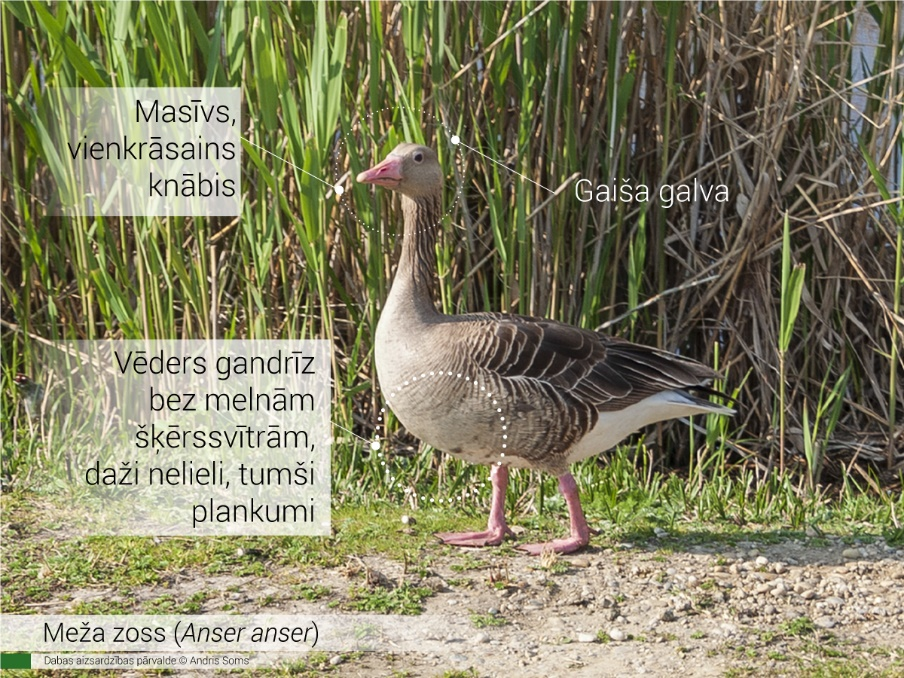 Masīvs,
vienkrāsains
knābis
Gaiša galva
Vēders gandrīz
bez melnām
šķērssvītrām,
daži nelieli, tumši
plankumi
Meža zoss (Anser anser)
Dabas aizsardzības pārvalde © Andris Soms